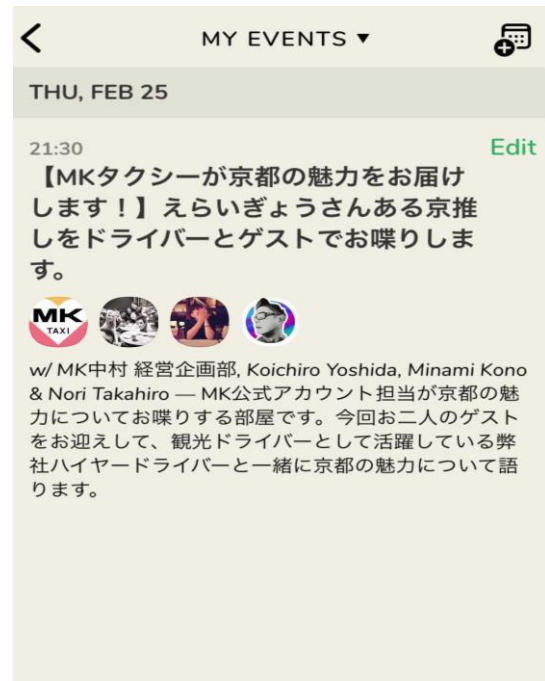 MY EVENTS ▼
THU, FEB 25
21:30
Edit
【MKタクシーが京都の魅力をお届け
します！】えらいぎょうさんある京推
しをドライバーとゲストでお喋りしま
す。
MK
TAXI
w/ MK中村 経営企画部, Koichiro Yoshida, Minami Kono
& Nori Takahiro — MK公式アカウント担当が京都の魅
力についてお喋りする部屋です。今回お二人のゲスト
をお迎えして、観光ドライバーとして活躍している弊
社ハイヤードライバーと一緒に京都の魅力について語
ります。